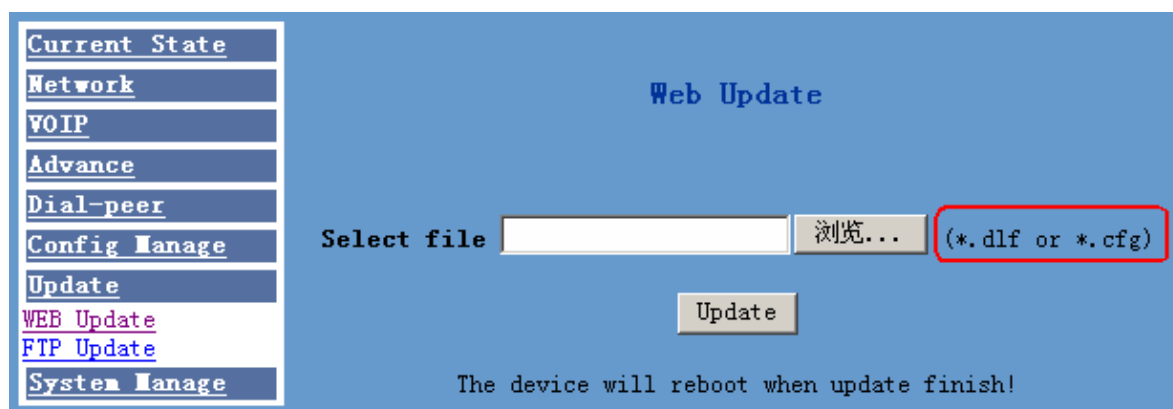 Current State
Network
VOIP
Advance
Dial-peer
Config Manage
Update
WEB Update
FTP Update
System Manage
Web Update
Select file 浏览... (*.dlf or *.cfg)
Update
The device will reboot when update finish!